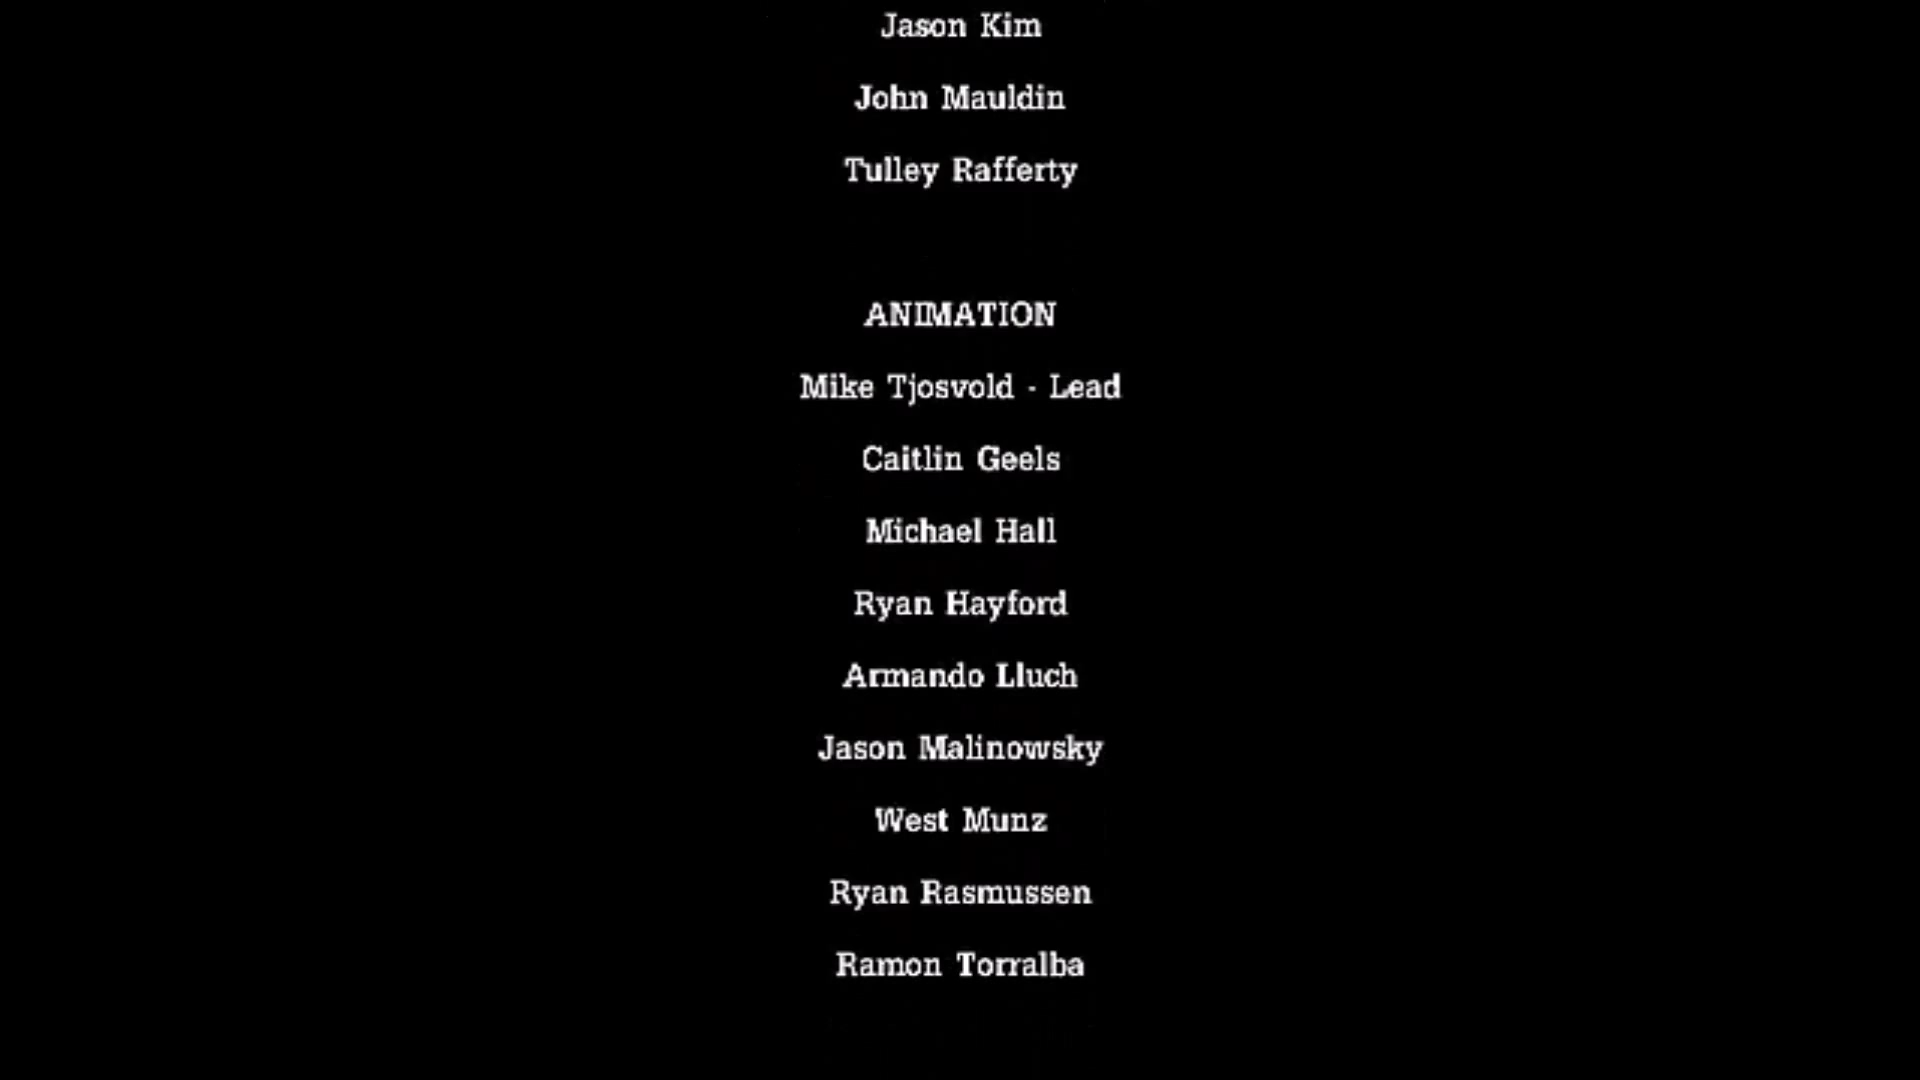 Jason Kim
John Mauldin
Tulley Rafferty
ANIMATION
Mike Tjosvold - Lead
Caitlin Geels
Michael Hall
Ryan Hayford
Armando Lluch
Jason Malinowsky
West Munz
Ryan Rasmussen
Ramon Torralba